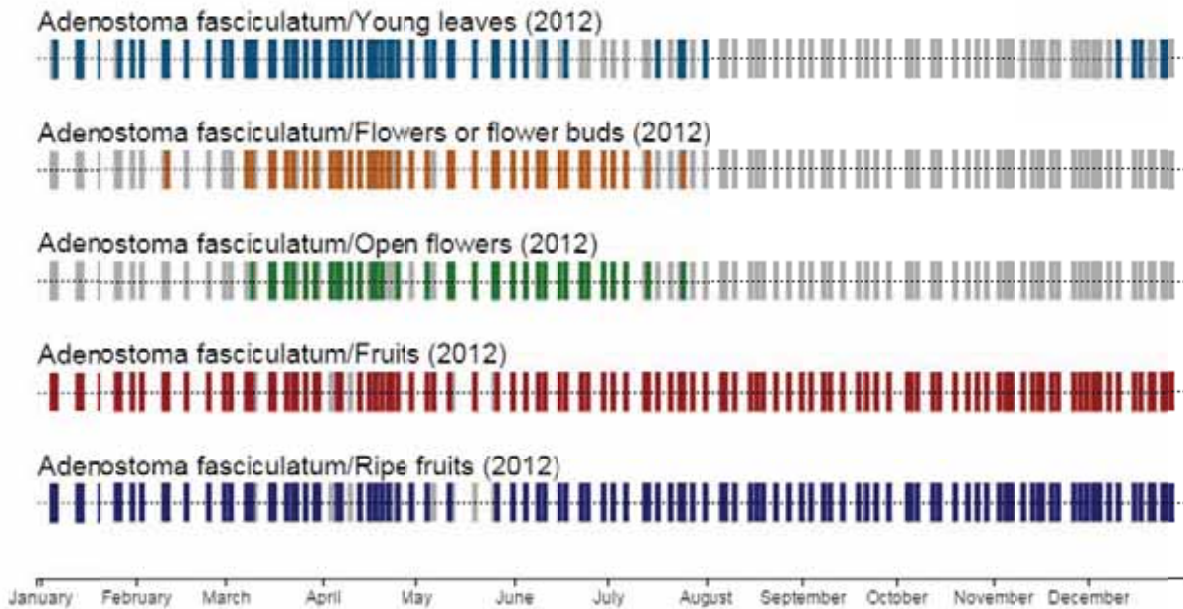 Adenostoma fasciculatum/Young leaves (2012)
Adenostoma fasciculatum/Flowers or flower buds (2012)
Adenostoma fasciculatum/Open flowers (2012)
Adenostoma fasciculatum/Fruits (2012)
Adenostoma fasciculatum/Ripe fruits (2012)
January February March April May June July August September October November December